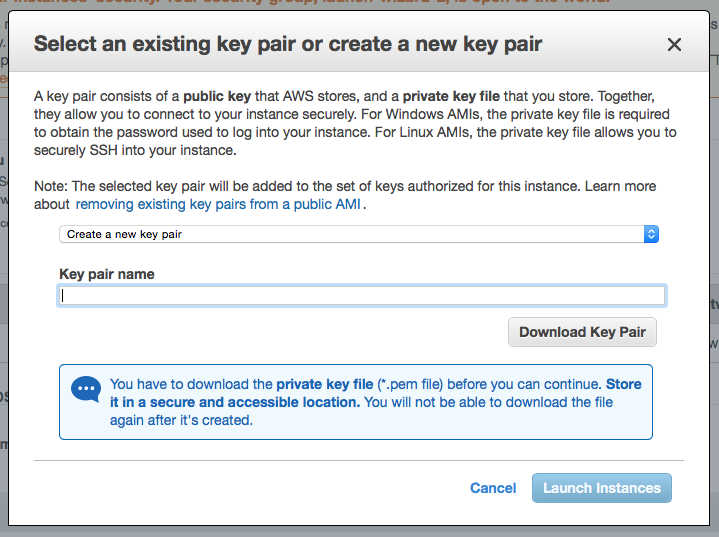 Select an existing key pair or create a new key pair
A key pair consists of a public key that AWS stores, and a private key file that you store. Together,
they allow you to connect to your instance securely. For Windows AMIs, the private key file is required
to obtain the password used to log into your instance. For Linux AMIs, the private key file allows you to
securely SSH into your instance.
Note: The selected key pair will be added to the set of keys authorized for this instance. Learn more
about removing existing key pairs from a public AMI .
Create a new key pair
Key pair name
Download Key Pair
You have to download the private key file (*.pem file) before you can continue. Store
it in a secure and accessible location. You will not be able to download the file
again after it's created.
Cancel
Launch Instances